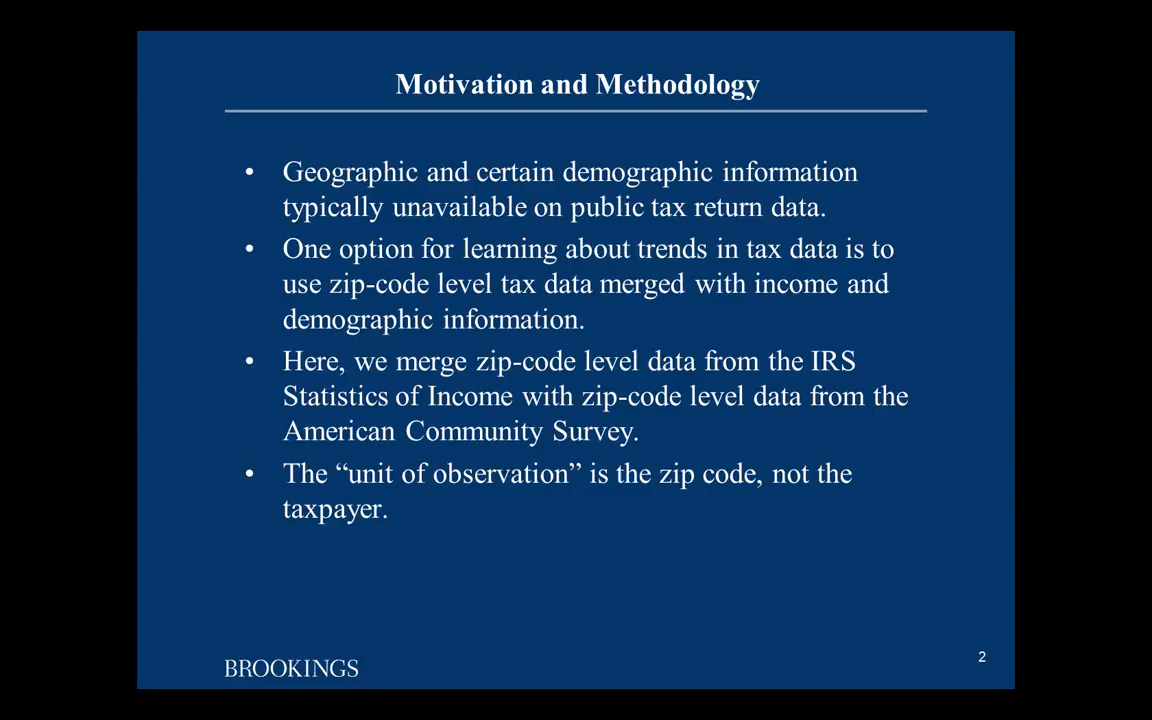 Motivation and Methodology
• Geographic and certain demographic information
typically unavailable on public tax return data.
• One option for learning about trends in tax data is to
use zip-code level tax data merged with income and
demographic information.
• Here, we merge zip-code level data from the IRS
Statistics of Income with zip-code level data from the
American Community Survey.
• The “unit of observation” is the zip code, not the
taxpayer.
2
BROOKINGS